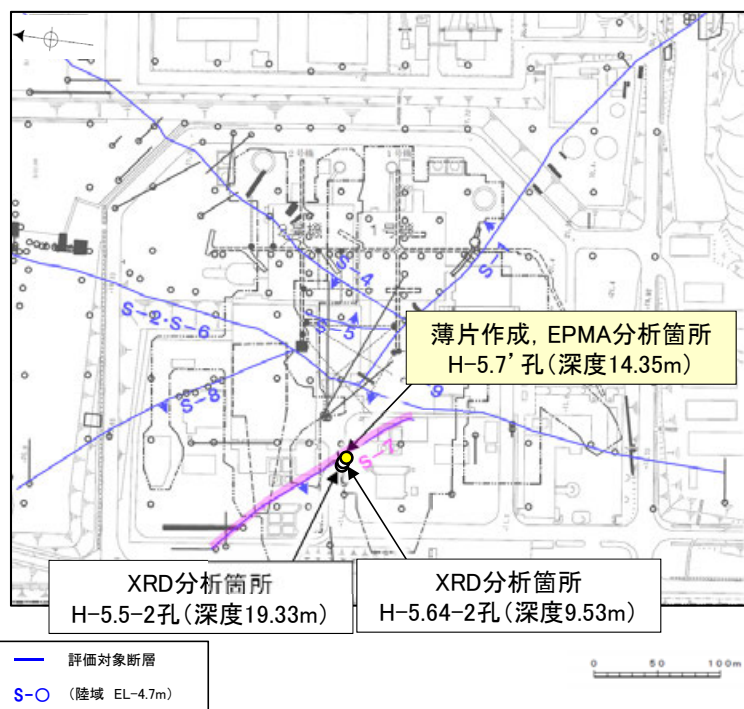 S-4
S-1
S-2・S-6
S-5
薄片作成, EPMA分析箇所
H-5.7’孔(深度14.35m)
S-8
S-7
XRD分析箇所
H-5.5-2孔(深度19.33m)
XRD分析箇所
H-5.64-2孔(深度9.53m)
評価対象断層
S-○ (陸域 EL-4.7m)
0 50 100m